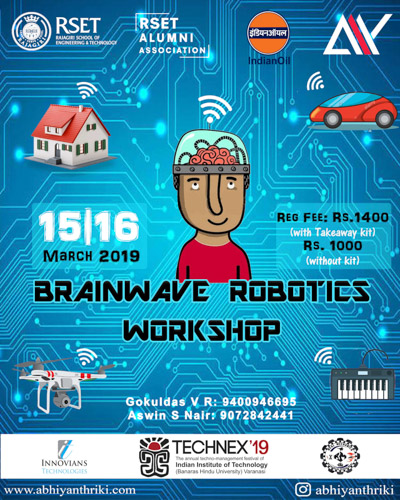 RSET
RAJAGIRI SCHOOL OF
ENGINEERING & TECHNOLOGY
RAJAGIRI
RSET
ALUMNI
ASSOCIATION
इंडियनऑयल
IndianOil
15|16
March 2019
Reg Fee: Rs.1400
(with Takeaway kit)
Rs. 1000
(without kit)
BRAINWAVE ROBOTICS
WORKSHOP
Gokuldas V R: 9400946695
Aswin S Nair: 9072842441
INNOVIANS
TECHNOLOGIES
TECHNEX'19
The annual techno-management festival of
Indian Institute of Technology
(Banaras Hindu University) Varanasi
www.abhiyanthriki.com
abhiyanthriki